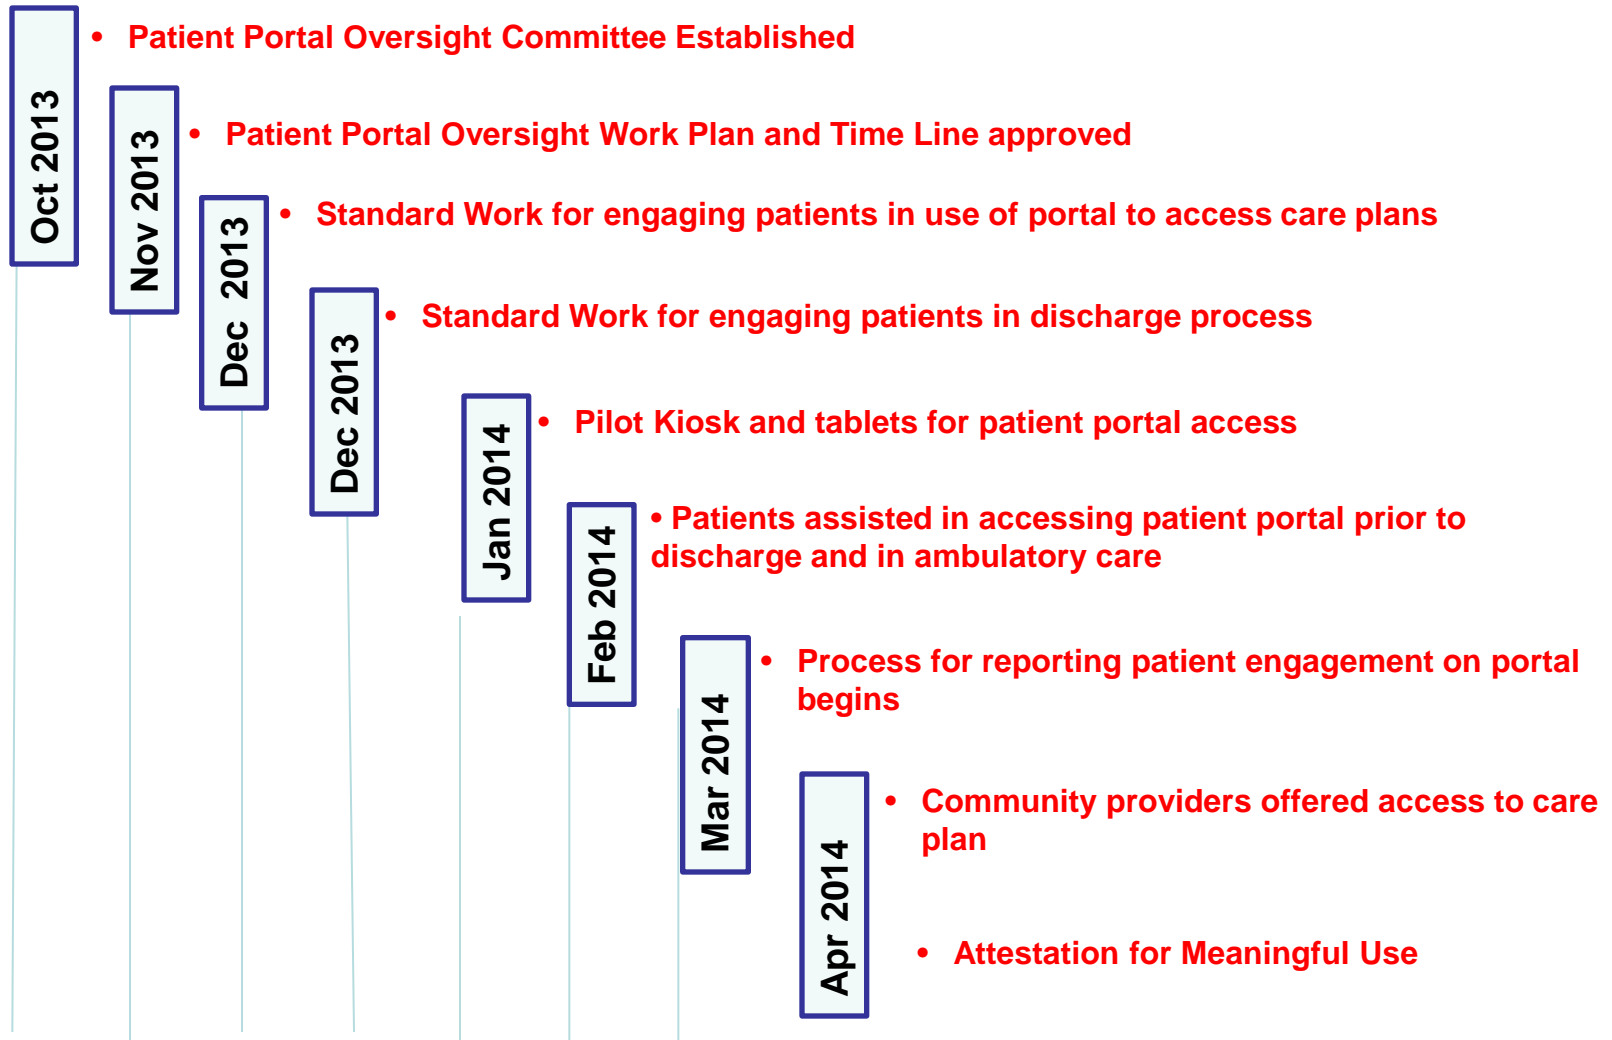 Oct 2013
• Patient Portal Oversight Committee Established
Nov 2013
• Patient Portal Oversight Work Plan and Time Line approved
Dec  2013
• Standard Work for engaging patients in use of portal to access care plans
Dec 2013
• Standard Work for engaging patients in discharge process
Jan 2014
• Pilot Kiosk and tablets for patient portal access
Feb 2014
• Patients assisted in accessing patient portal prior to
discharge and in ambulatory care
Mar 2014
• Process for reporting patient engagement on portal
begins
Apr 2014
• Community providers offered access to care
plan
• Attestation for Meaningful Use